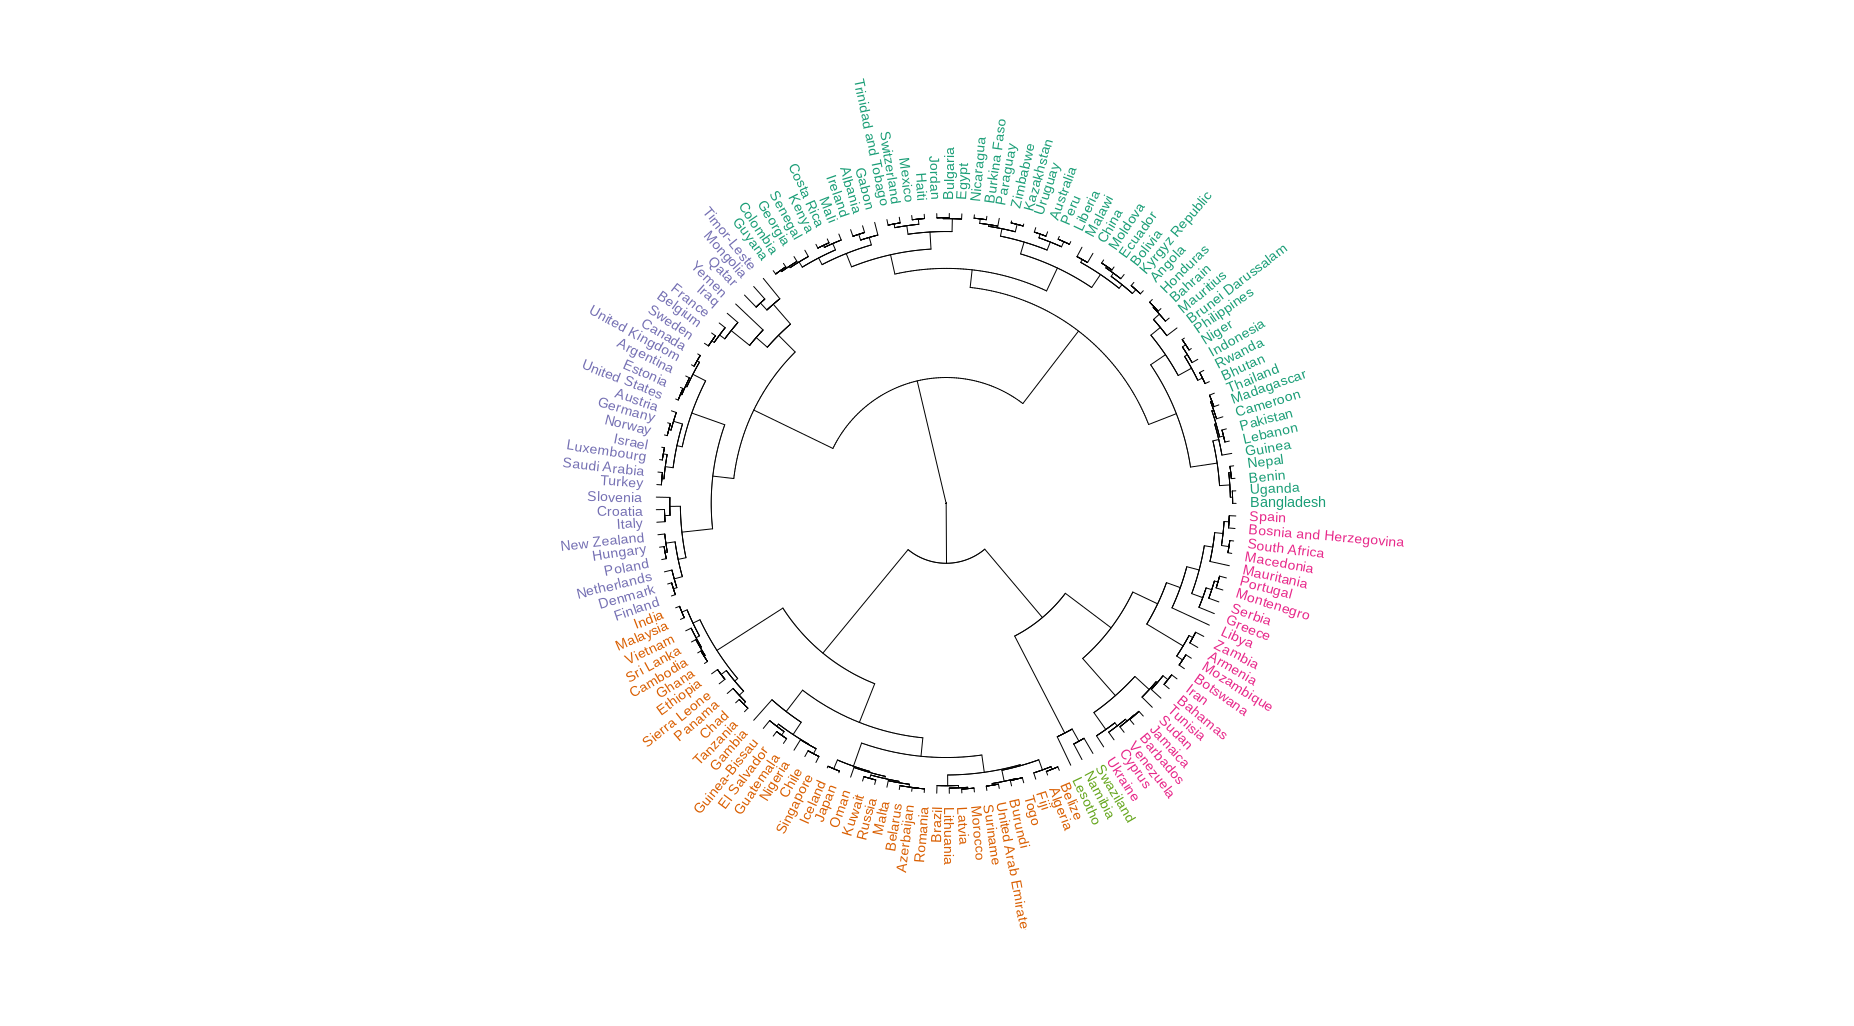 Bangladesh
Uganda
Benin
Nepal
Guinea
Lebanon
Pakistan
Cameroon
Madagascar
Thailand
Bhutan
Rwanda
Indonesia
Niger
Philippines
Brunei Darussalam
Mauritius
Bahrain
Honduras
Angola
Kyrgyz Republic
Bolivia
Ecuador
Moldova
China
Malawi
Liberia
Peru
Australia
Uruguay
Kazakhstan
Zimbabwe
Paraguay
Burkina Faso
Nicaragua
Egypt
Bulgaria
Jordan
Haiti
Mexico
Switzerland
Trinidad and Tobago
Gabon
Albania
Ireland
Mali
Costa Rica
Kenya
Senegal
Georgia
Colombia
Guyana
Timor-Leste
Mongolia
Qatar
Yemen
Iraq
France
Belgium
Sweden
Canada
United Kingdom
Argentina
Estonia
United States
Austria
Germany
Norway
Israel
Luxembourg
Saudi Arabia
Turkey
Slovenia
Croatia
Italy
New Zealand
Hungary
Poland
Netherlands
Denmark
Finland
India
Malaysia
Vietnam
Sri Lanka
Cambodia
Ghana
Ethiopia
Sierra Leone
Panama
Chad
Tanzania
Gambia
Guinea-Bissau
El Salvador
Guatemala
Nigeria
Chile
Singapore
Iceland
Japan
Oman
Kuwait
Russia
Malta
Belarus
Azerbaijan
Romania
Brazil
Lithuania
Latvia
Morocco
Suriname
United Arab Emirate
Burundi
Togo
Fiji
Algeria
Belize
Lesotho
Namibia
Swaziland
Ukraine
Cyprus
Venezuela
Barbados
Jamaica
Sudan
Tunisia
Bahamas
Iran
Botswana
Mozambique
Armenia
Zambia
Libya
Greece
Serbia
Montenegro
Portugal
Mauritania
Macedonia
South Africa
Bosnia and Herzegovina
Spain